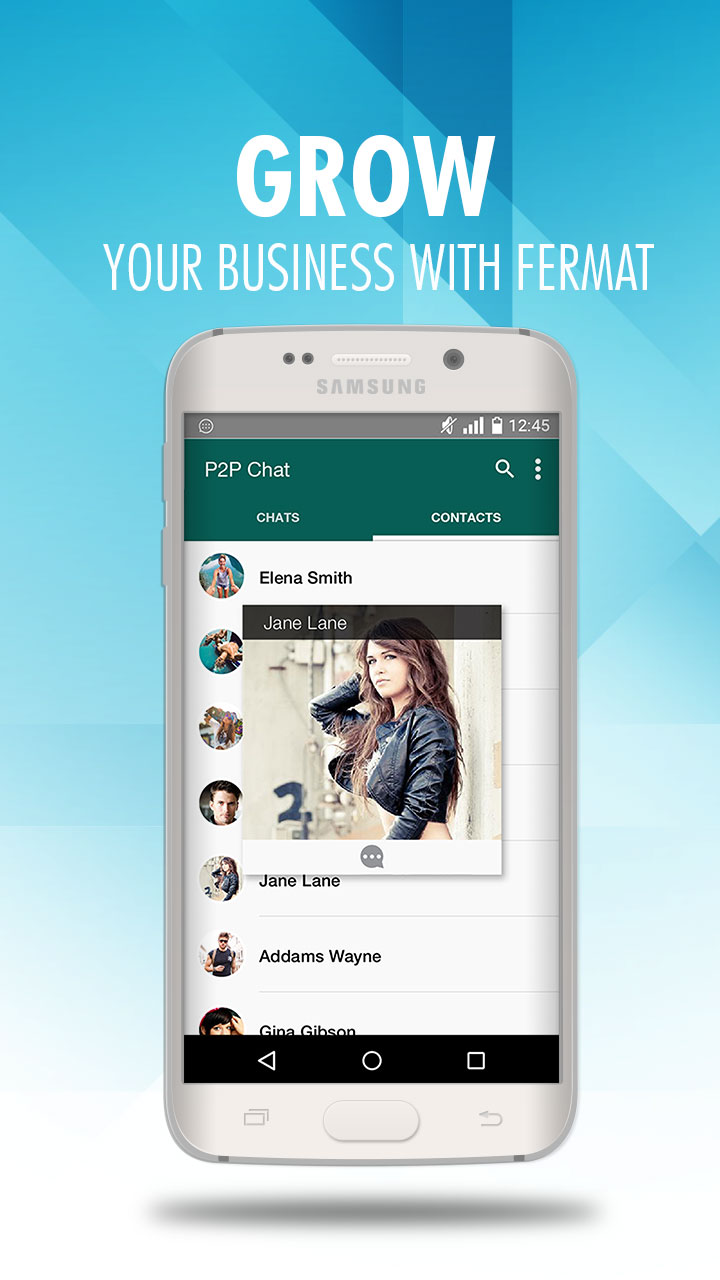 GROW
YOUR BUSINESS WITH FERMAT
SAMSUNG
12:45
P2P Chat
CHATS
CONTACTS
Elena Smith
Jane Lane
2
Jane Lane
Addams Wayne
Gina Gibson